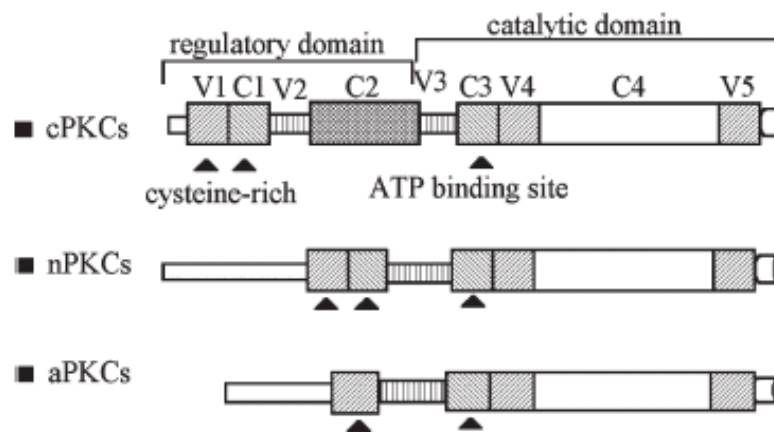 regulatory domain
catalytic domain
V1 C1 V2 C2 V3 C3 V4 C4 V5
cPKCs
cysteine-rich
ATP binding site
nPKCs
aPKCs